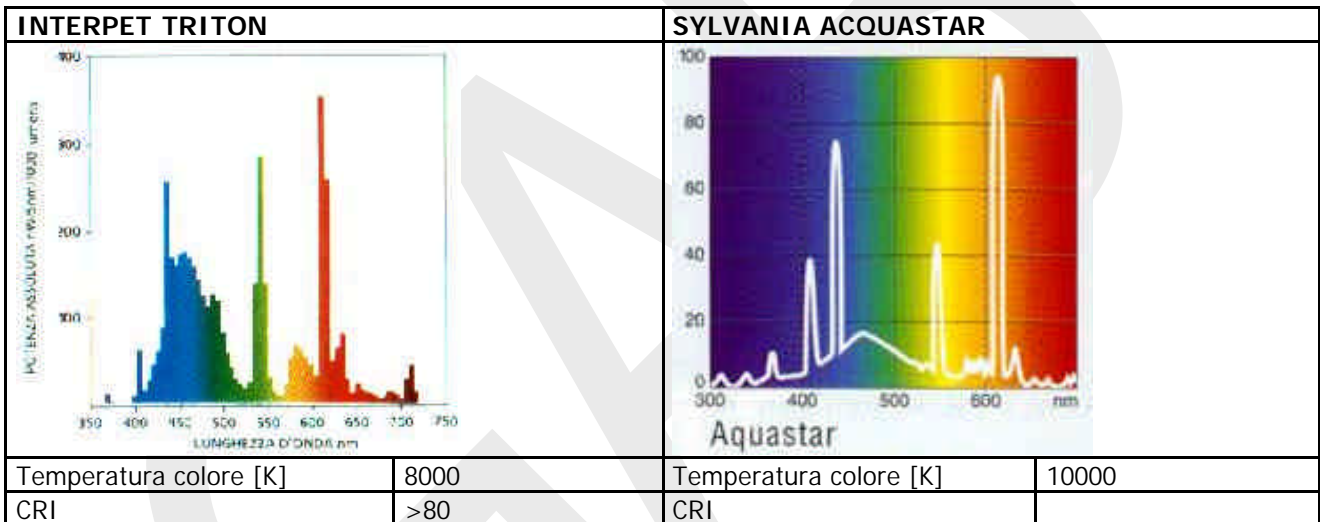 INTERPET TRITON
SYLVANIA ACQUASTAR
400
300
200
100
350 400 450 500 550 600 650 700 750
LUNGHEZZA D'ONDA nm
100
80
60
40
20
0
300 400 500 600 nm
Aquastar
Temperatura colore [K] 8000 Temperatura colore [K] 10000
CRI >80 CRI